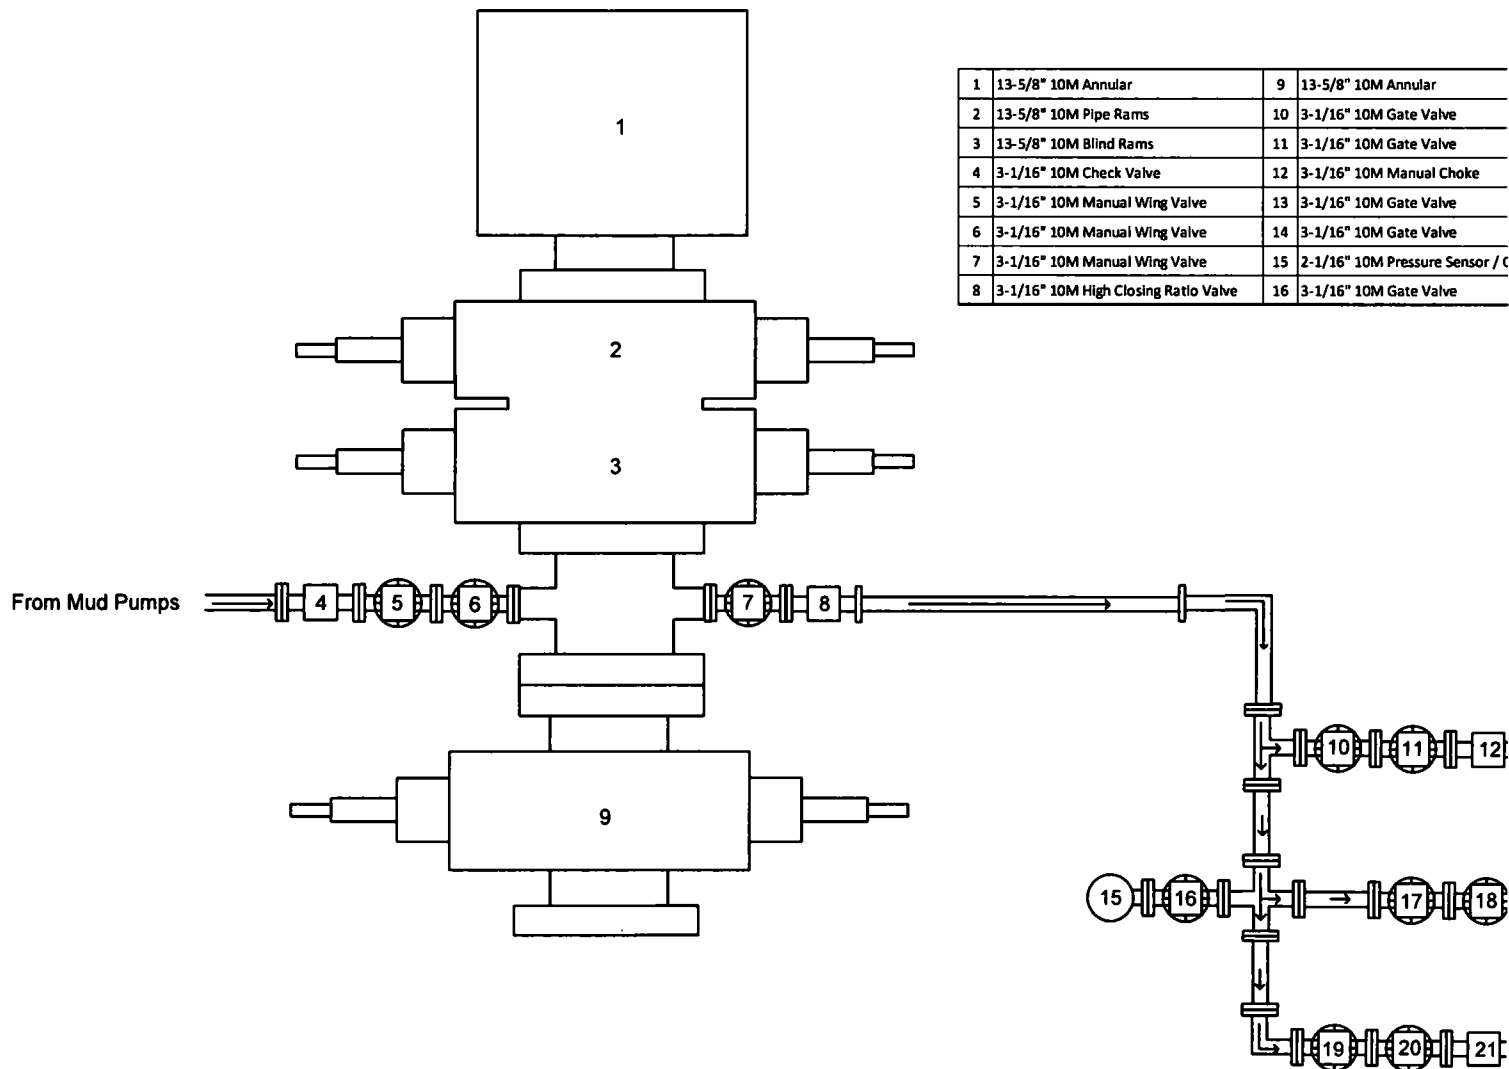 1
1 13-5/8" 10M Annular 9 13-5/8" 10M Annular
2 13-5/8" 10M Pipe Rams 10 3-1/16" 10M Gate Valve
3 13-5/8" 10M Blind Rams 11 3-1/16" 10M Gate Valve
4 3-1/16" 10M Check Valve 12 3-1/16" 10M Manual Choke
5 3-1/16" 10M Manual Wing Valve 13 3-1/16" 10M Gate Valve
6 3-1/16" 10M Manual Wing Valve 14 3-1/16" 10M Gate Valve
7 3-1/16" 10M Manual Wing Valve 15 2-1/16" 10M Pressure Sensor /
8 3-1/16" 10M High Closing Ratio Valve 16 3-1/16" 10M Gate Valve
2
3
From Mud Pumps 4 5 6 7 8
10 11 12
9
15 16 17 18
19 20 21